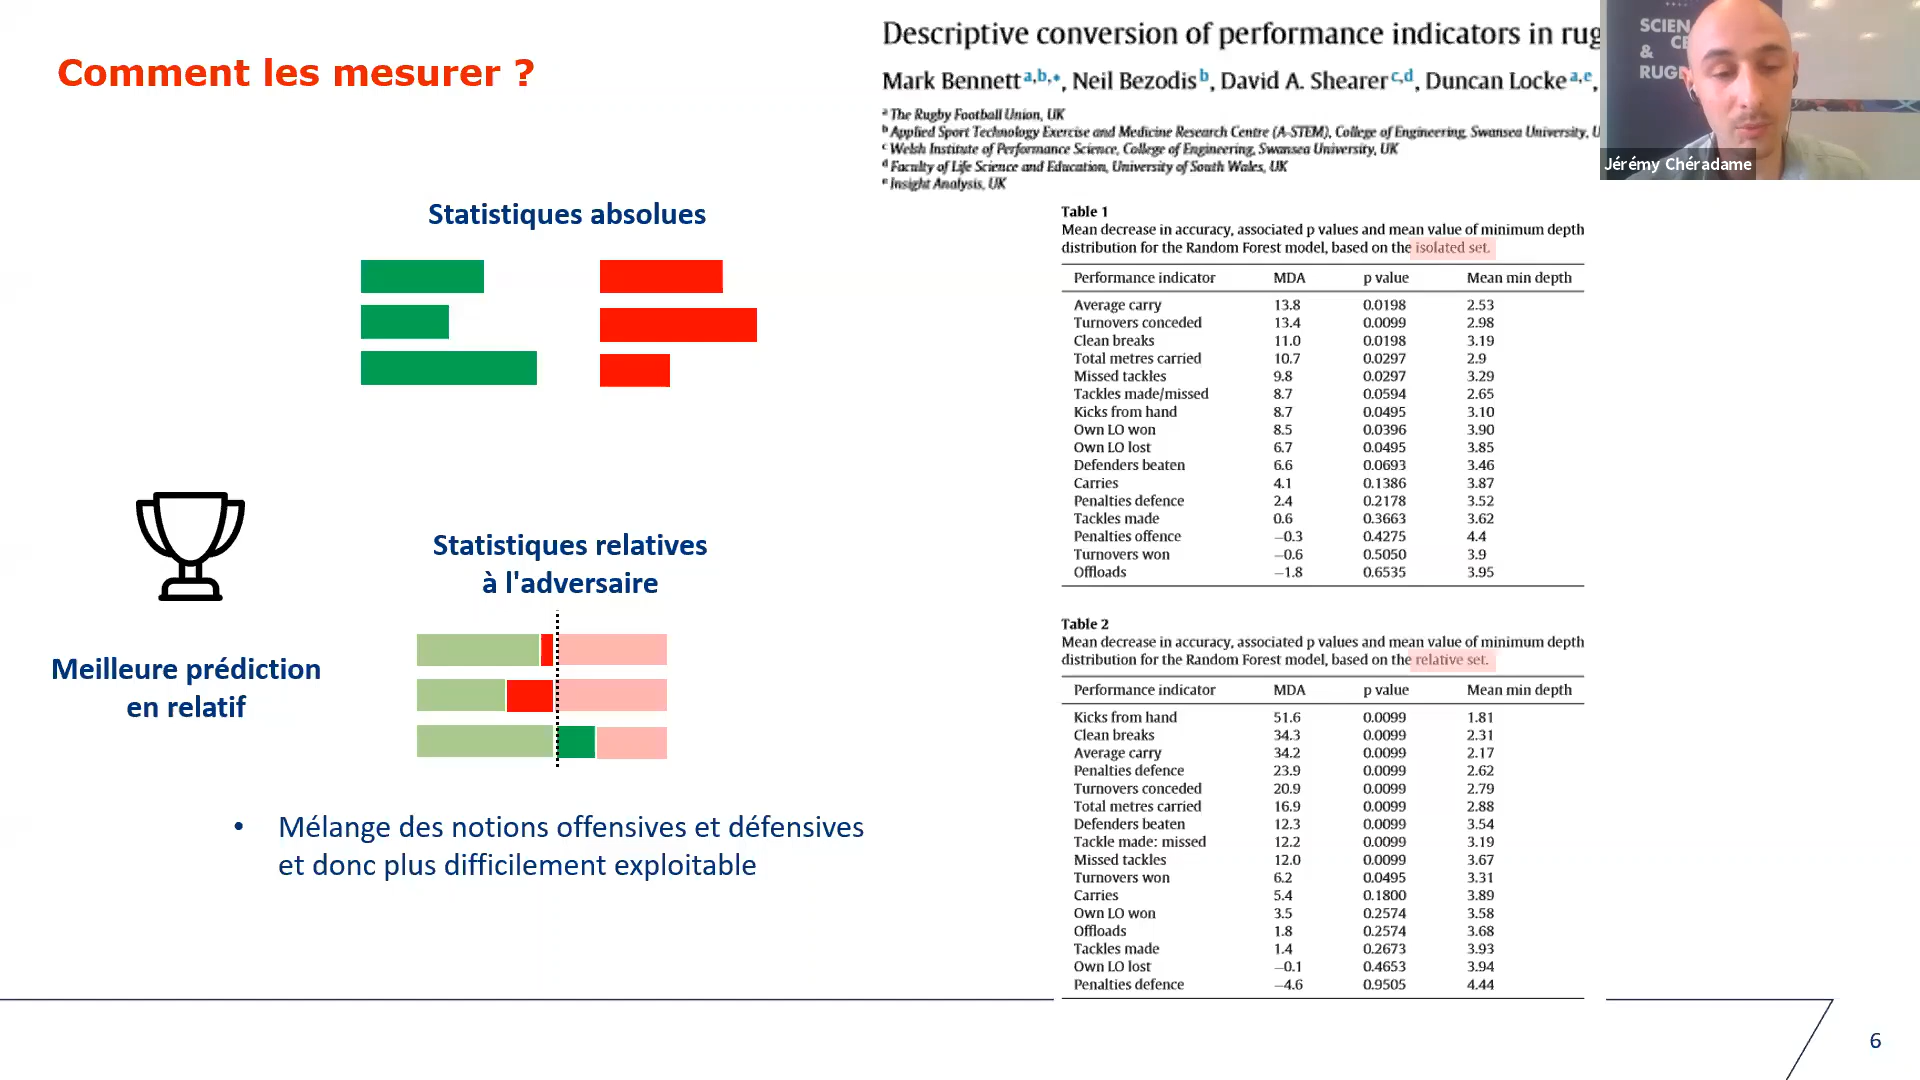 Comment les mesurer ?
Descriptive conversion of performance indicators in rug
Mark Bennett a,b,*, Neil Bezodis b, David A. Shearer c,d, Duncan Locke a,e,
a The Rugby Football Union, UK
b Applied Sport Technology Exercise and Medicine Research Centre (A-STEM), College of Engineering, Swansea University, U
c Welsh Institute of Performance Science, College of Engineering, Swansea University, UK
d Faculty of Life Science and Education, University of South Wales, UK
e Insight Analysis, UK
SCIEN
CE
&
RUG
Jérémy Chéradame
Statistiques absolues
Statistiques relatives
à l'adversaire
Meilleure prédiction
en relatif
• Mélange des notions offensives et défensives
et donc plus difficilement exploitable
Table 1
Mean decrease in accuracy, associated p values and mean value of minimum depth
distribution for the Random Forest model, based on the isolated set.
Performance indicator MDA p value Mean min depth
Average carry 13.8 0.0198 2.53
Turnovers conceded 13.4 0.0099 2.98
Clean breaks 11.0 0.0198 3.19
Total metres carried 10.7 0.0297 2.9
Missed tackles 9.8 0.0297 3.29
Tackles made/missed 8.7 0.0594 2.65
Kicks from hand 8.7 0.0495 3.10
Own LO won 8.5 0.0396 3.90
Own LO lost 6.7 0.0495 3.85
Defenders beaten 6.6 0.0693 3.46
Carries 4.1 0.1386 3.87
Penalties defence 2.4 0.2178 3.52
Tackles made 0.6 0.3663 3.62
Penalties offence −0.3 0.4275 4.4
Turnovers won −0.6 0.5050 3.9
Offloads −1.8 0.6535 3.95
Table 2
Mean decrease in accuracy, associated p values and mean value of minimum depth
distribution for the Random Forest model, based on the relative set.
Performance indicator MDA p value Mean min depth
Kicks from hand 51.6 0.0099 1.81
Clean breaks 34.3 0.0099 2.31
Average carry 34.2 0.0099 2.17
Penalties defence 23.9 0.0099 2.62
Turnovers conceded 20.9 0.0099 2.79
Total metres carried 16.9 0.0099 2.88
Defenders beaten 12.3 0.0099 3.54
Tackle made: missed 12.2 0.0099 3.19
Missed tackles 12.0 0.0099 3.67
Turnovers won 6.2 0.0495 3.31
Carries 5.4 0.1800 3.89
Own LO won 3.5 0.2574 3.58
Offloads 1.8 0.2574 3.68
Tackles made 1.4 0.2673 3.93
Own LO lost −0.1 0.4653 3.94
Penalties defence −4.6 0.9505 4.44
6